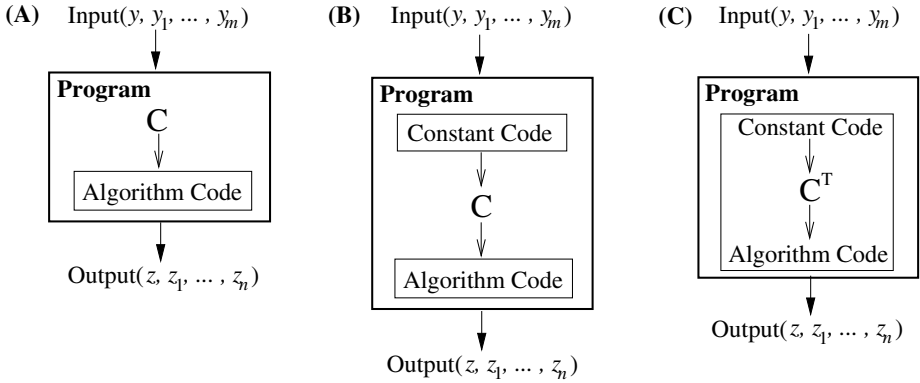 (A) Input(y, y₁, ... , yₘ)
Program
C
Algorithm Code
Output(z, z₁, ... , zₙ)
(B) Input(y, y₁, ... , yₘ)
Program
Constant Code
C
Algorithm Code
Output(z, z₁, ... , zₙ)
(C) Input(y, y₁, ... , yₘ)
Program
Constant Code
Cᵀ
Algorithm Code
Output(z, z₁, ... , zₙ)